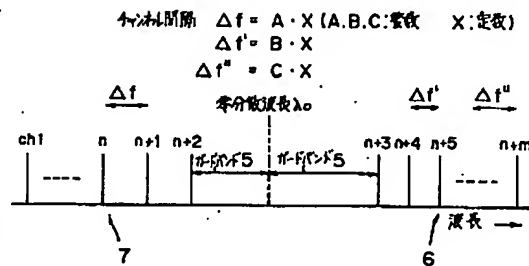 チャンネル間隔 Δf = A・X (A.B.C:整数 X:定数)
Δf' = B・X
Δf" = C・X
零分散波長λo
Δf
Δf'
Δf"
ch1
n
n+1
n+2
n+3
n+4
n+5
n+m
ガードバンド5
ガードバンド5
波長
7
6